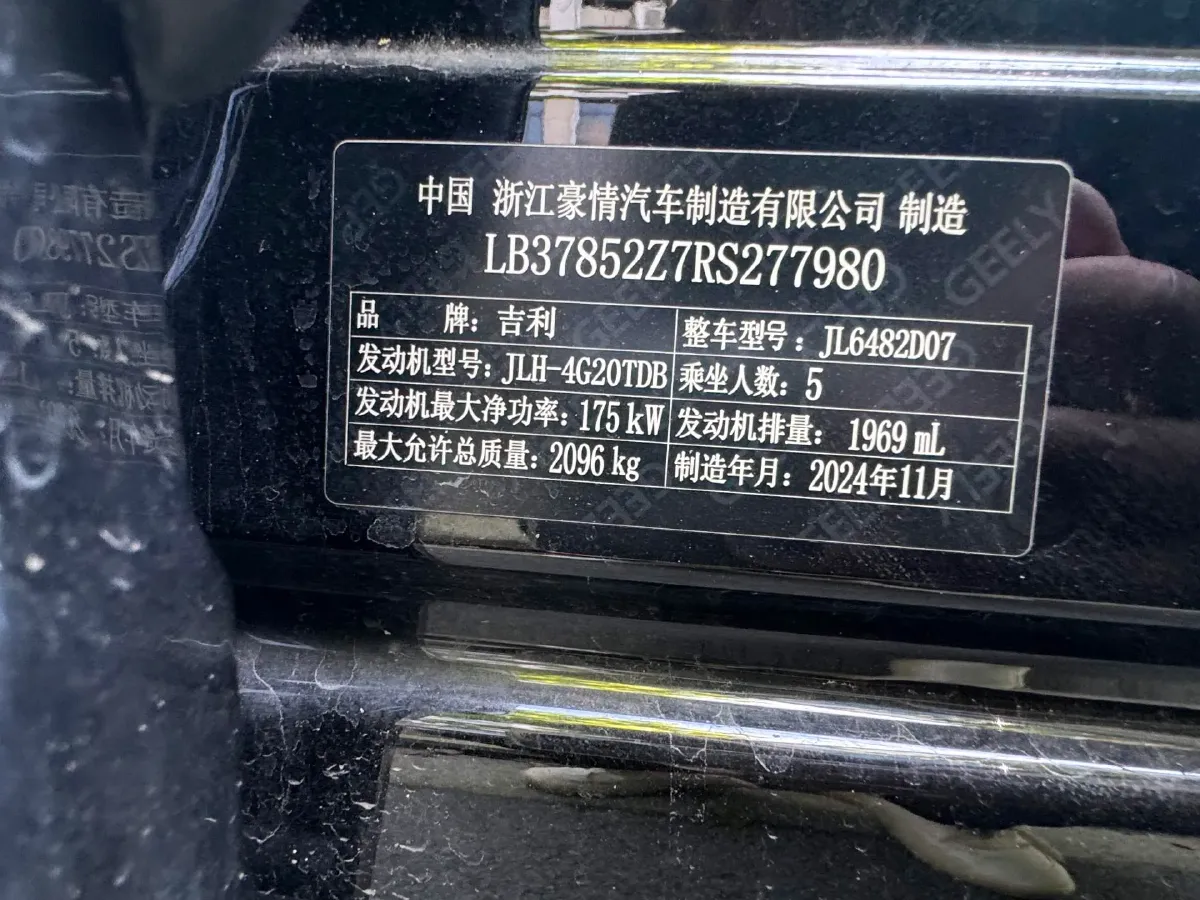 中国 浙江豪情汽车制造有限公司 制造
LB37852Z7RS277980
品 牌：吉利 整车型号：JL6482D07
发动机型号：JLH-4G20TDB 乘坐人数：5
发动机最大净功率：175 kW 发动机排量：1969 mL
最大允许总质量：2096 kg 制造年月：2024年11月
GEELY